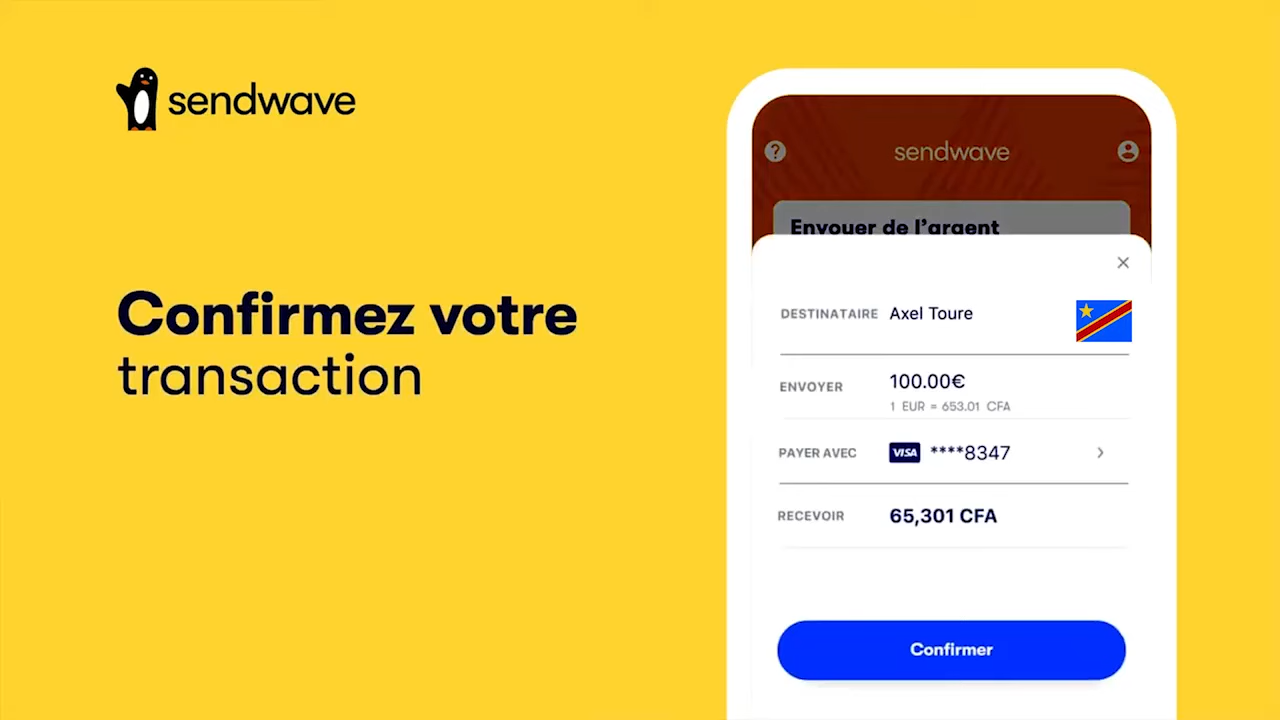 sendwave
Confirmez votre
transaction
?
sendwave
Envouer de l'argent
×
DESTINATAIRE Axel Toure
ENVOYER 100.00€
1 EUR = 653.01 CFA
PAYER AVEC VISA ****8347 >
RECEVOIR 65,301 CFA
Confirmer